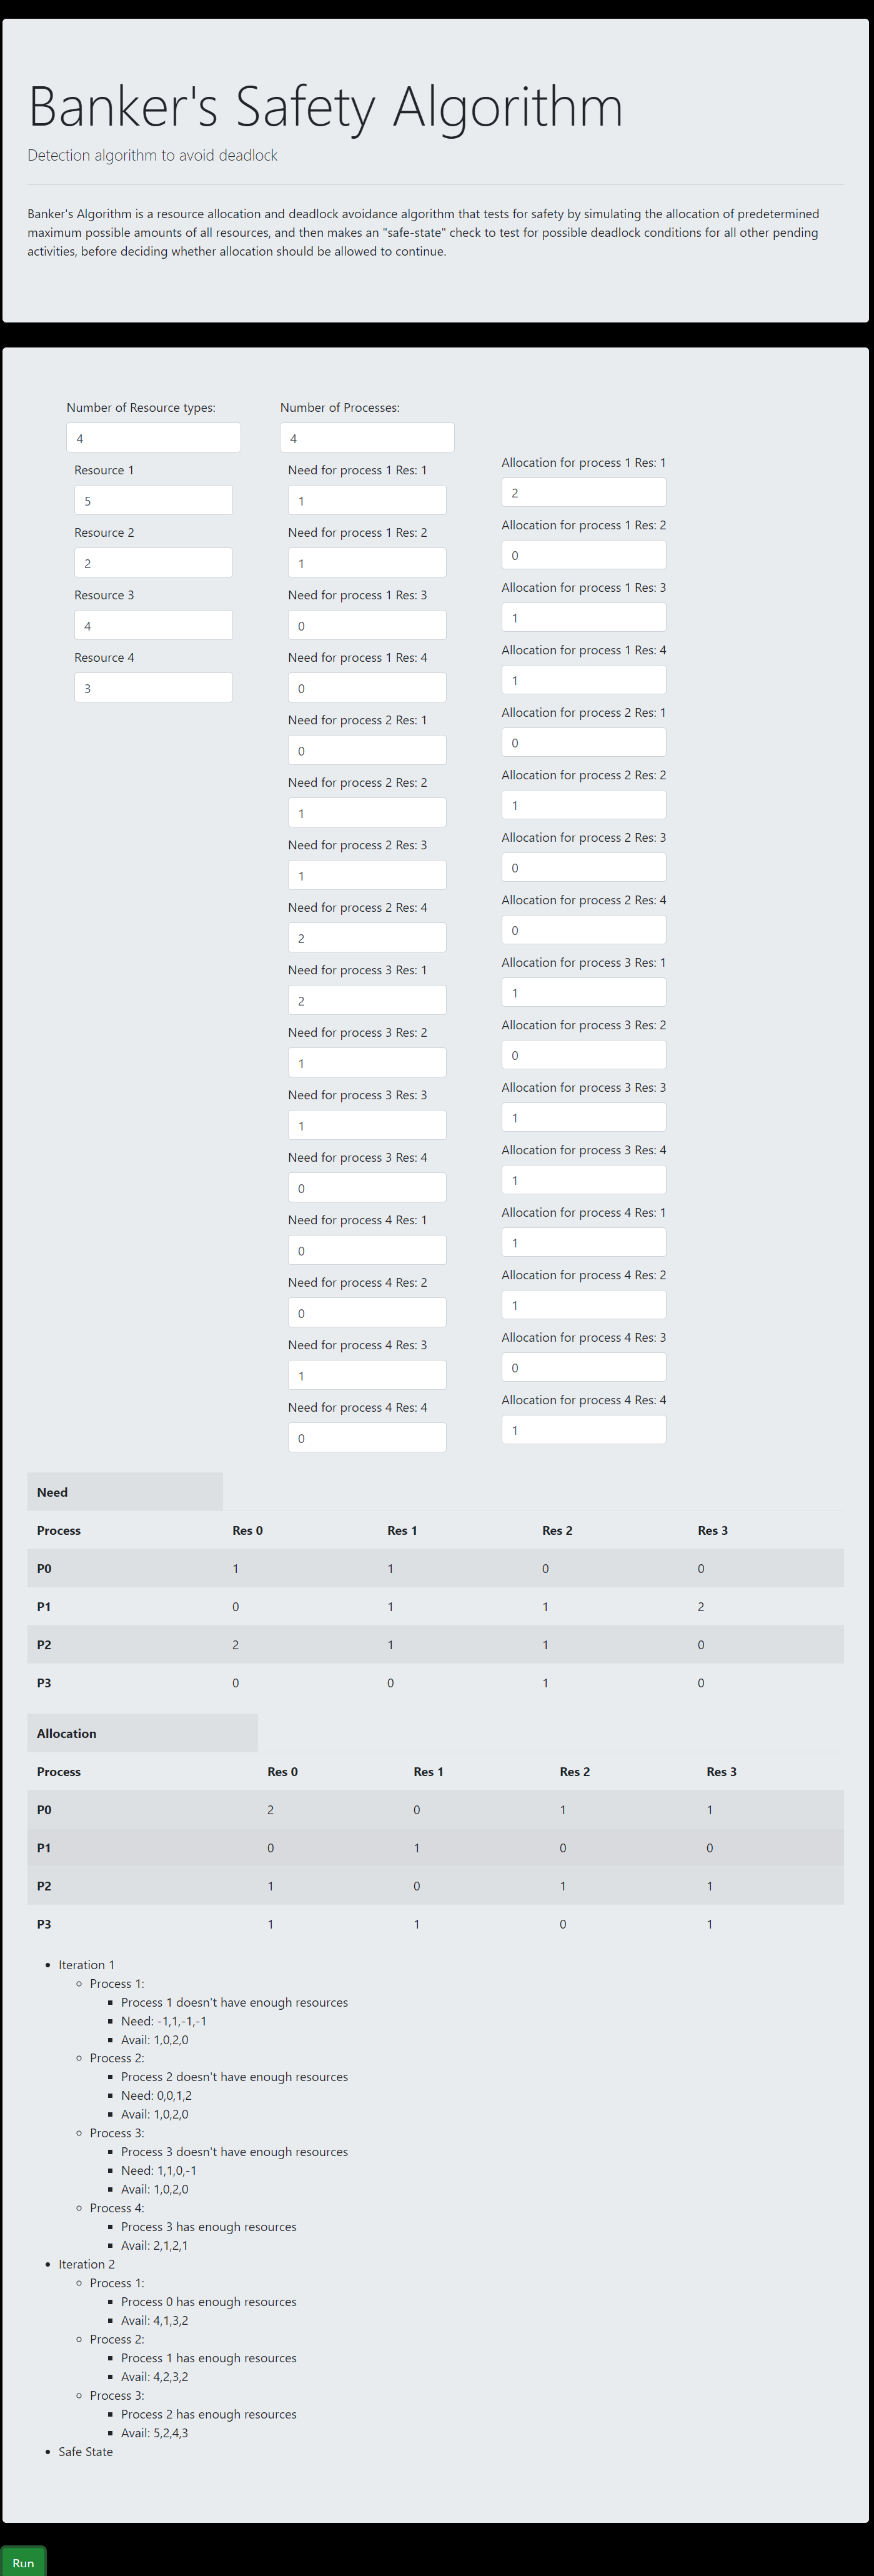 Banker's Safety Algorithm
Detection algorithm to avoid deadlock
Banker's Algorithm is a resource allocation and deadlock avoidance algorithm that tests for safety by simulating the allocation of predetermined
maximum possible amounts of all resources, and then makes an "safe-state" check to test for possible deadlock conditions for all other pending
activities, before deciding whether allocation should be allowed to continue.
Number of Resource types:
4
Resource 1
5
Resource 2
2
Resource 3
4
Resource 4
3
Number of Processes:
4
Need for process 1 Res: 1
1
Need for process 1 Res: 2
1
Need for process 1 Res: 3
0
Need for process 1 Res: 4
0
Need for process 2 Res: 1
0
Need for process 2 Res: 2
1
Need for process 2 Res: 3
1
Need for process 2 Res: 4
2
Need for process 3 Res: 1
2
Need for process 3 Res: 2
1
Need for process 3 Res: 3
1
Need for process 3 Res: 4
0
Need for process 4 Res: 1
0
Need for process 4 Res: 2
0
Need for process 4 Res: 3
1
Need for process 4 Res: 4
0
Allocation for process 1 Res: 1
2
Allocation for process 1 Res: 2
0
Allocation for process 1 Res: 3
1
Allocation for process 1 Res: 4
1
Allocation for process 2 Res: 1
0
Allocation for process 2 Res: 2
1
Allocation for process 2 Res: 3
0
Allocation for process 2 Res: 4
0
Allocation for process 3 Res: 1
1
Allocation for process 3 Res: 2
0
Allocation for process 3 Res: 3
1
Allocation for process 3 Res: 4
1
Allocation for process 4 Res: 1
1
Allocation for process 4 Res: 2
1
Allocation for process 4 Res: 3
0
Allocation for process 4 Res: 4
1
Need
Process Res 0 Res 1 Res 2 Res 3
P0 1 1 0 0
P1 0 1 1 2
P2 2 1 1 0
P3 0 0 1 0
Allocation
Process Res 0 Res 1 Res 2 Res 3
P0 2 0 1 1
P1 0 1 0 0
P2 1 0 1 1
P3 1 1 0 1
Iteration 1
Process 1:
Process 1 doesn't have enough resources
Need: -1,1,-1,-1
Avail: 1,0,2,0
Process 2:
Process 2 doesn't have enough resources
Need: 0,0,1,2
Avail: 1,0,2,0
Process 3:
Process 3 doesn't have enough resources
Need: 1,1,0,-1
Avail: 1,0,2,0
Process 4:
Process 3 has enough resources
Avail: 2,1,2,1
Iteration 2
Process 1:
Process 0 has enough resources
Avail: 4,1,3,2
Process 2:
Process 1 has enough resources
Avail: 4,2,3,2
Process 3:
Process 2 has enough resources
Avail: 5,2,4,3
Safe State
Run